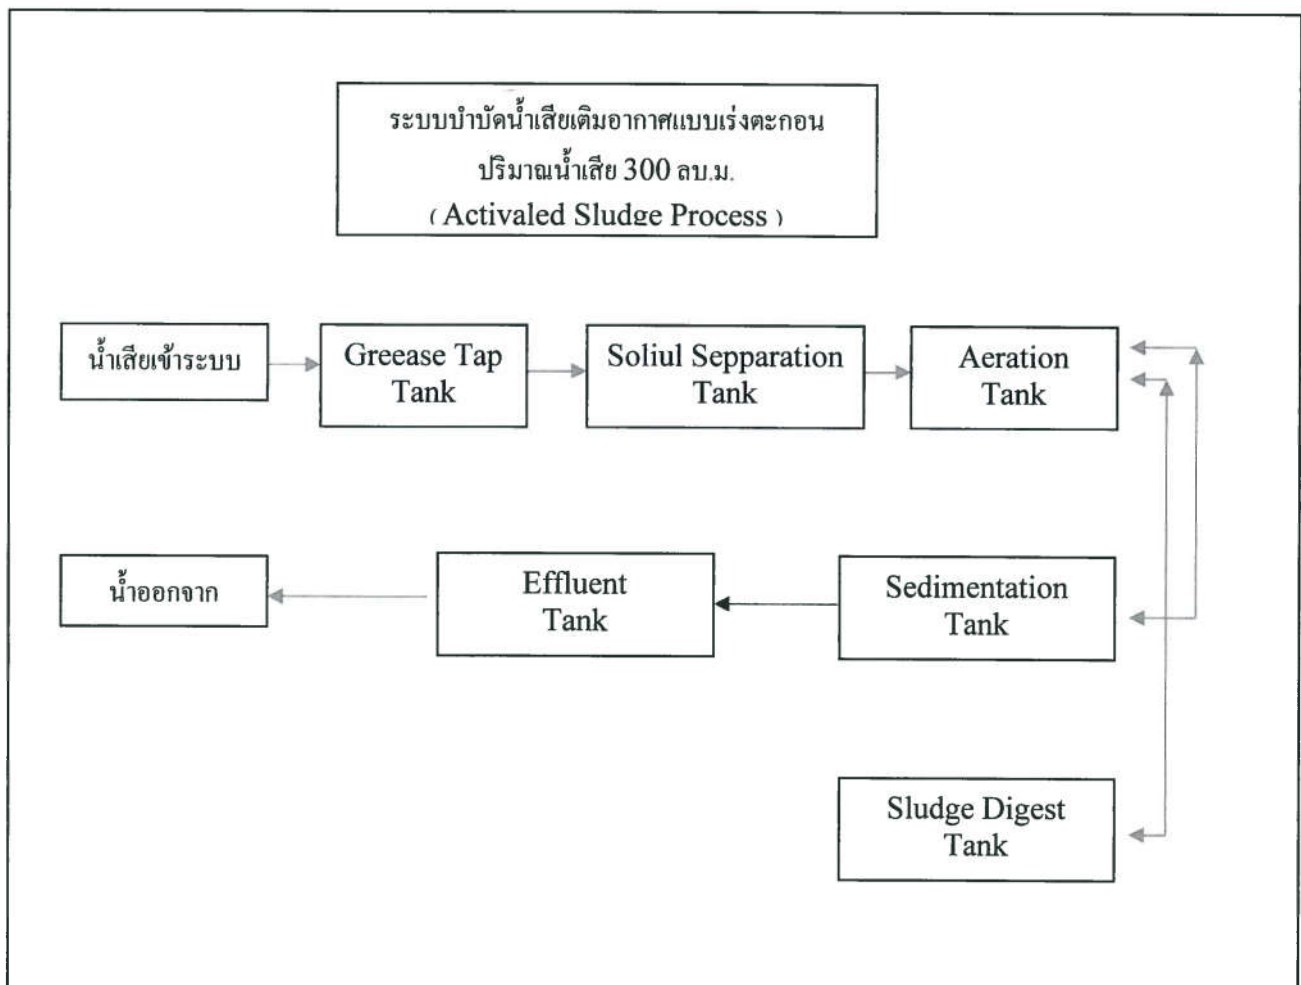 ระบบบำบัดน้ำเสียเติมอากาศแบบเร่งตะกอน
ปริมาณน้ำเสีย 300 ลบ.ม.
( Activaled Sludge Process )
น้ำเสียเข้าระบบ
Greease Tap
Tank
Soliul Sepparation
Tank
Aeration
Tank
น้ำออกจาก
Effluent
Tank
Sedimentation
Tank
Sludge Digest
Tank